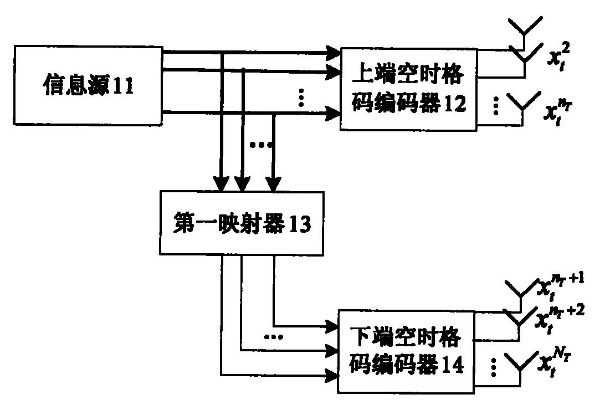 信息源11
上端空时格
码编码器12
x_t^2
x_t^{n_T}
第一映射器13
下端空时格
码编码器14
x_t^{n_T+1}
x_t^{n_T+2}
x_t^{N_T}